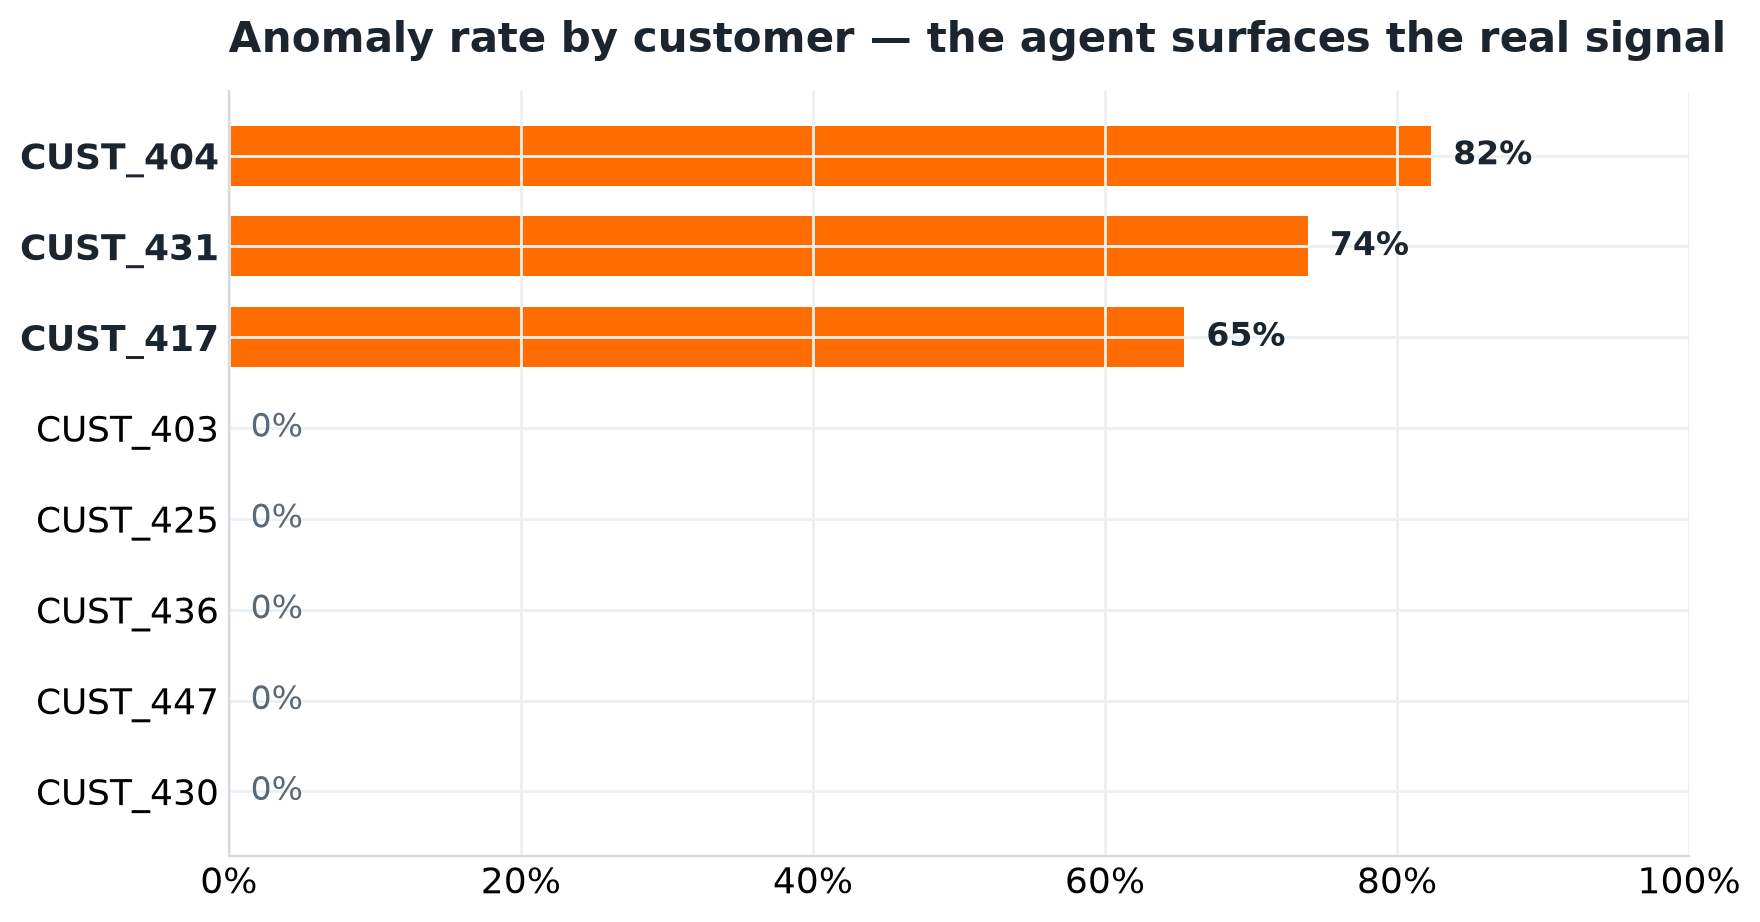 Anomaly rate by customer — the agent surfaces the real signal
CUST_404 82%
CUST_431 74%
CUST_417 65%
CUST_403 0%
CUST_425 0%
CUST_436 0%
CUST_447 0%
CUST_430 0%
0% 20% 40% 60% 80% 100%